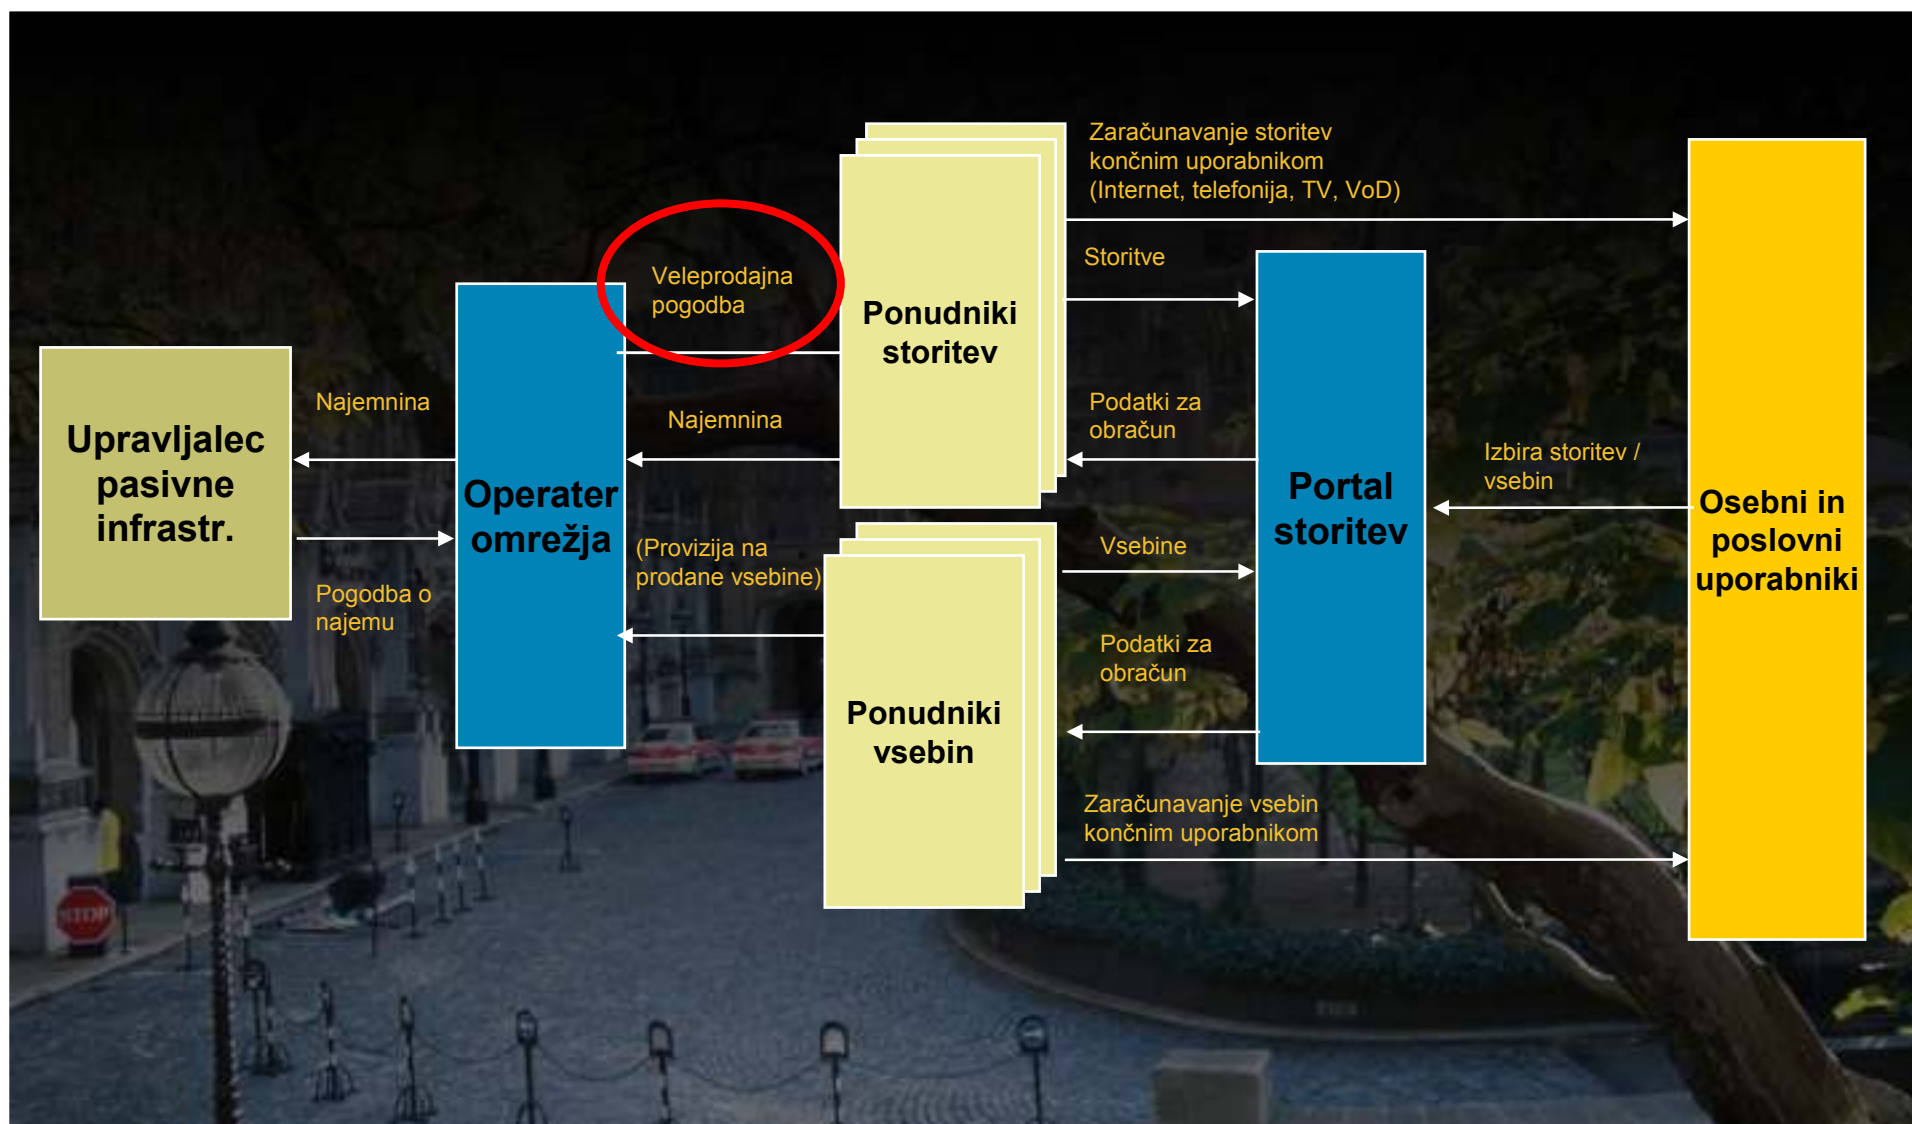 Zaračunavanje storitev
končnim uporabnikom
(Internet, telefonija, TV, VoD)
Veleprodajna
pogodba
Storitve
Ponudniki
storitev
Najemnina
Najemnina
Podatki za
obračun
Upravljalec
pasivne
infrastr.
Operater
omrežja
Portal
storitev
Izbira storitev /
vsebin
Osebni in
poslovni
uporabniki
Pogodba o
najemu
(Provizija na
prodane vsebine)
Vsebine
Podatki za
obračun
Ponudniki
vsebin
Zaračunavanje vsebin
končnim uporabnikom
STOP